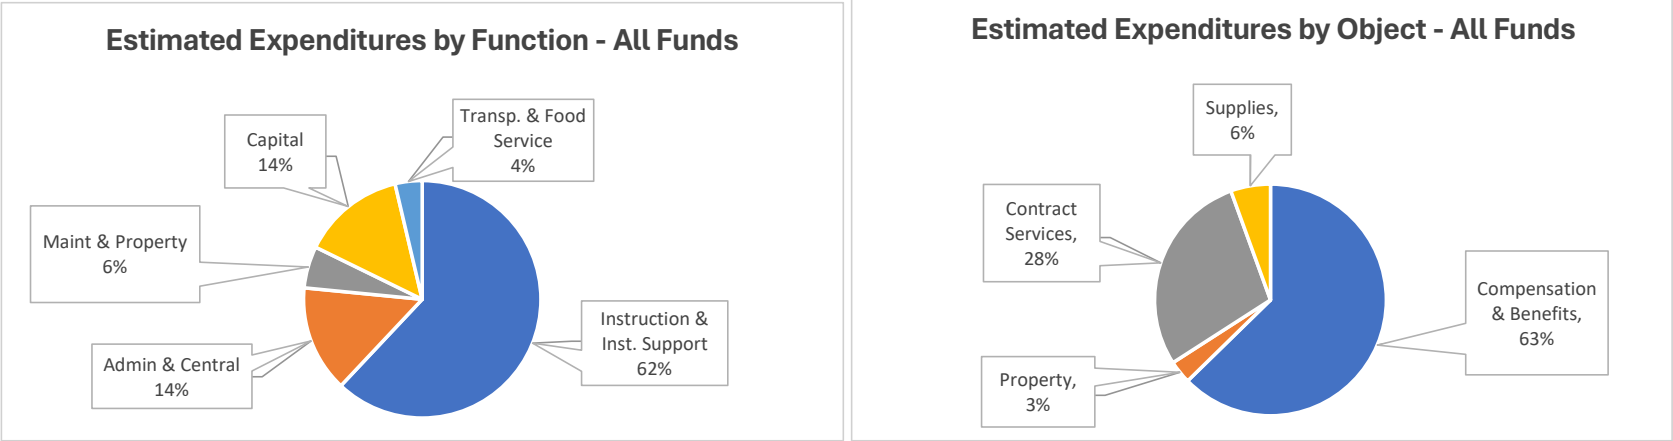 Estimated Expenditures by Function - All Funds
Transp. & Food
Service
4%
Capital
14%
Maint & Property
6%
Admin & Central
14%
Instruction &
Inst. Support
62%
Estimated Expenditures by Object - All Funds
Supplies,
6%
Contract
Services,
28%
Compensation
& Benefits,
63%
Property,
3%